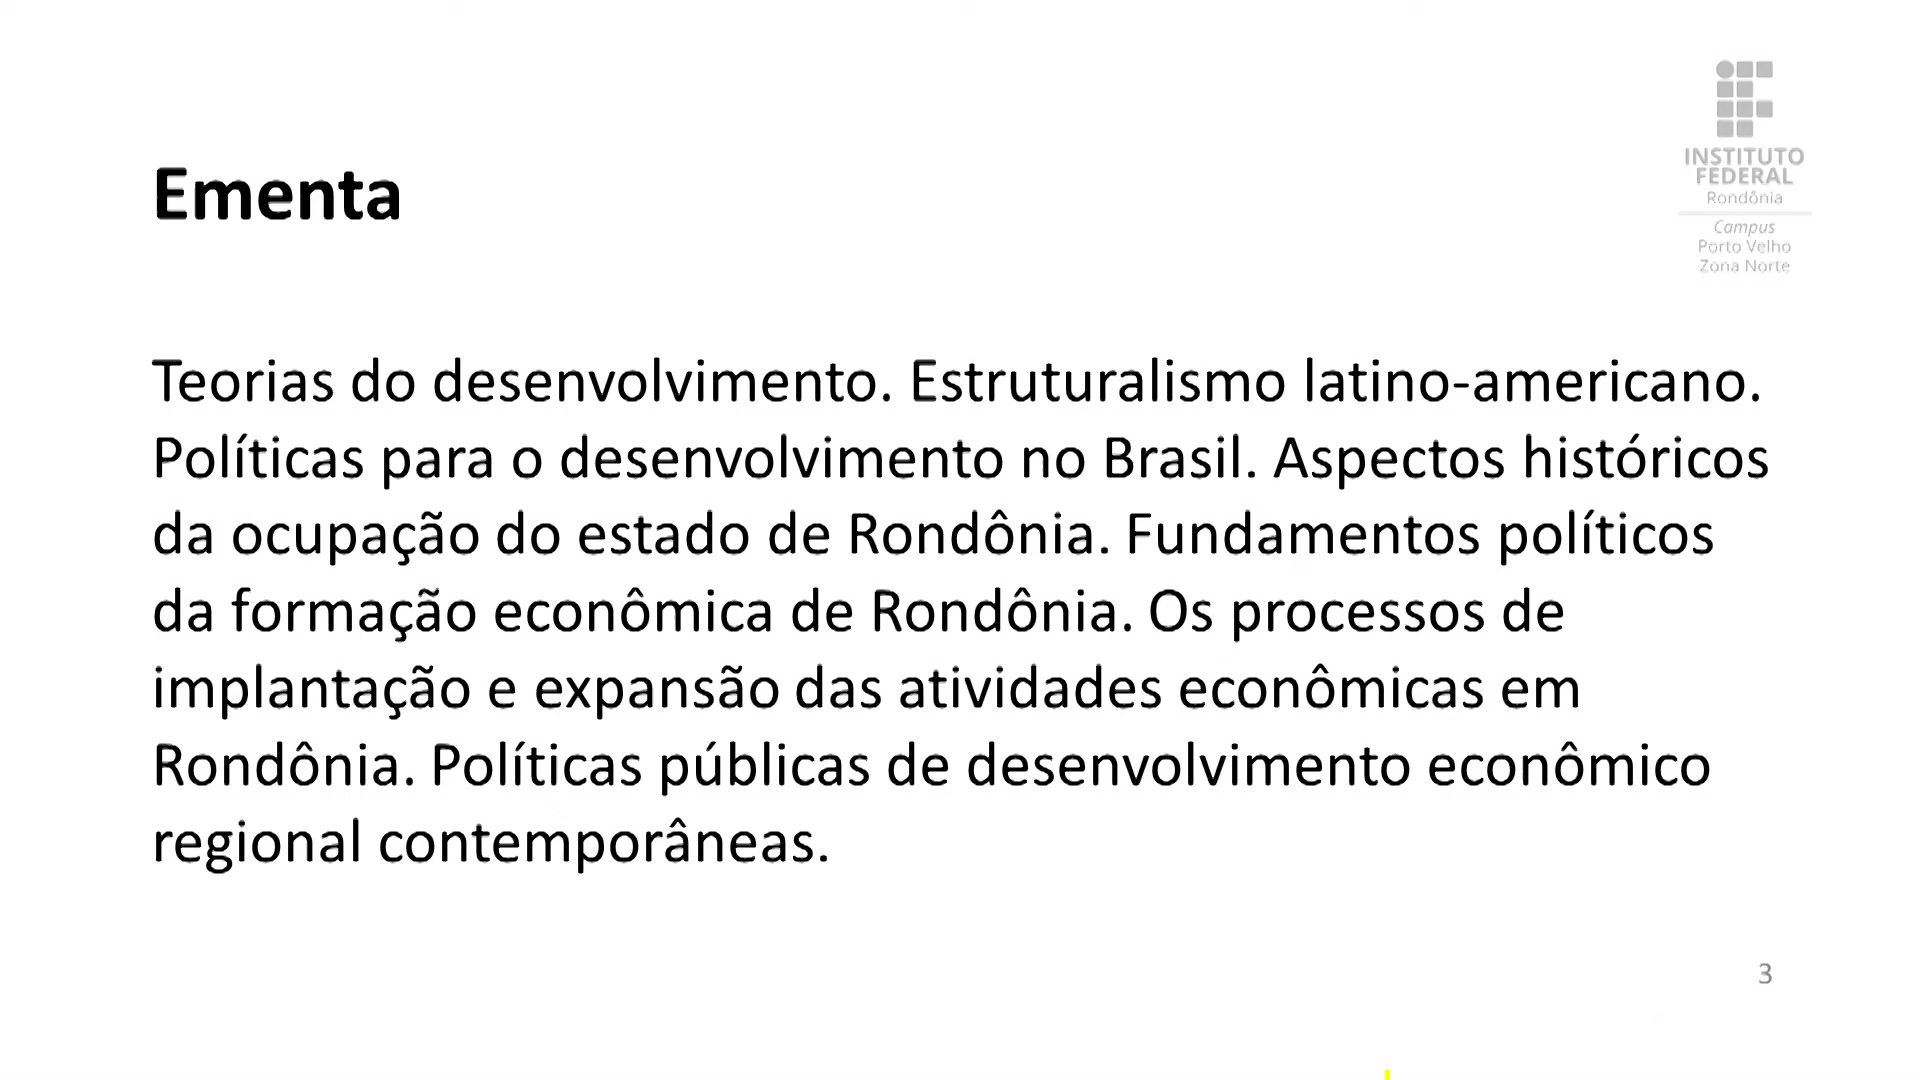 INSTITUTO
FEDERAL
Rondônia
Campus
Porto Velho
Zona Norte
Ementa
Teorias do desenvolvimento. Estruturalismo latino-americano.
Políticas para o desenvolvimento no Brasil. Aspectos históricos
da ocupação do estado de Rondônia. Fundamentos políticos
da formação econômica de Rondônia. Os processos de
implantação e expansão das atividades econômicas em
Rondônia. Políticas públicas de desenvolvimento econômico
regional contemporâneas.
3